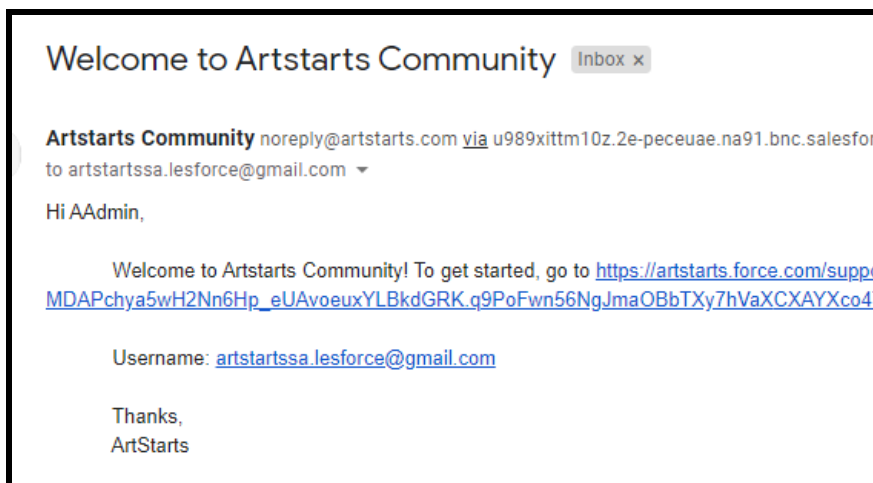 Welcome to Artstarts Community Inbox x
Artstarts Community noreply@artstarts.com via u989xittm10z.2e-peceuae.na91.bnc.salesfor
to artstartssa.lesforce@gmail.com
Hi AAdmin,
Welcome to Artstarts Community! To get started, go to https://artstarts.force.com/suppo
MDAPchya5wH2Nn6Hp_eUAvoeuxYLBkdGRK.q9PoFwn56NgJmaOBbTXy7hVaXCXAYXco4
Username: artstartssa.lesforce@gmail.com
Thanks,
ArtStarts